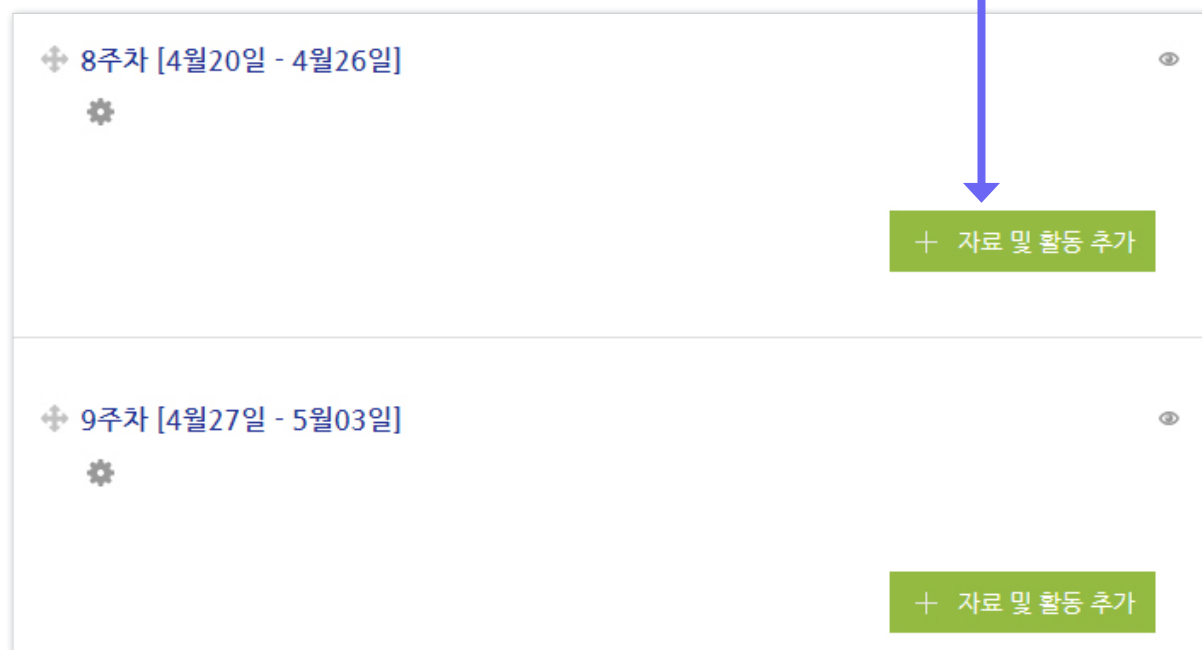 8주차 [4월20일 - 4월26일]
+ 자료 및 활동 추가
9주차 [4월27일 - 5월03일]
+ 자료 및 활동 추가